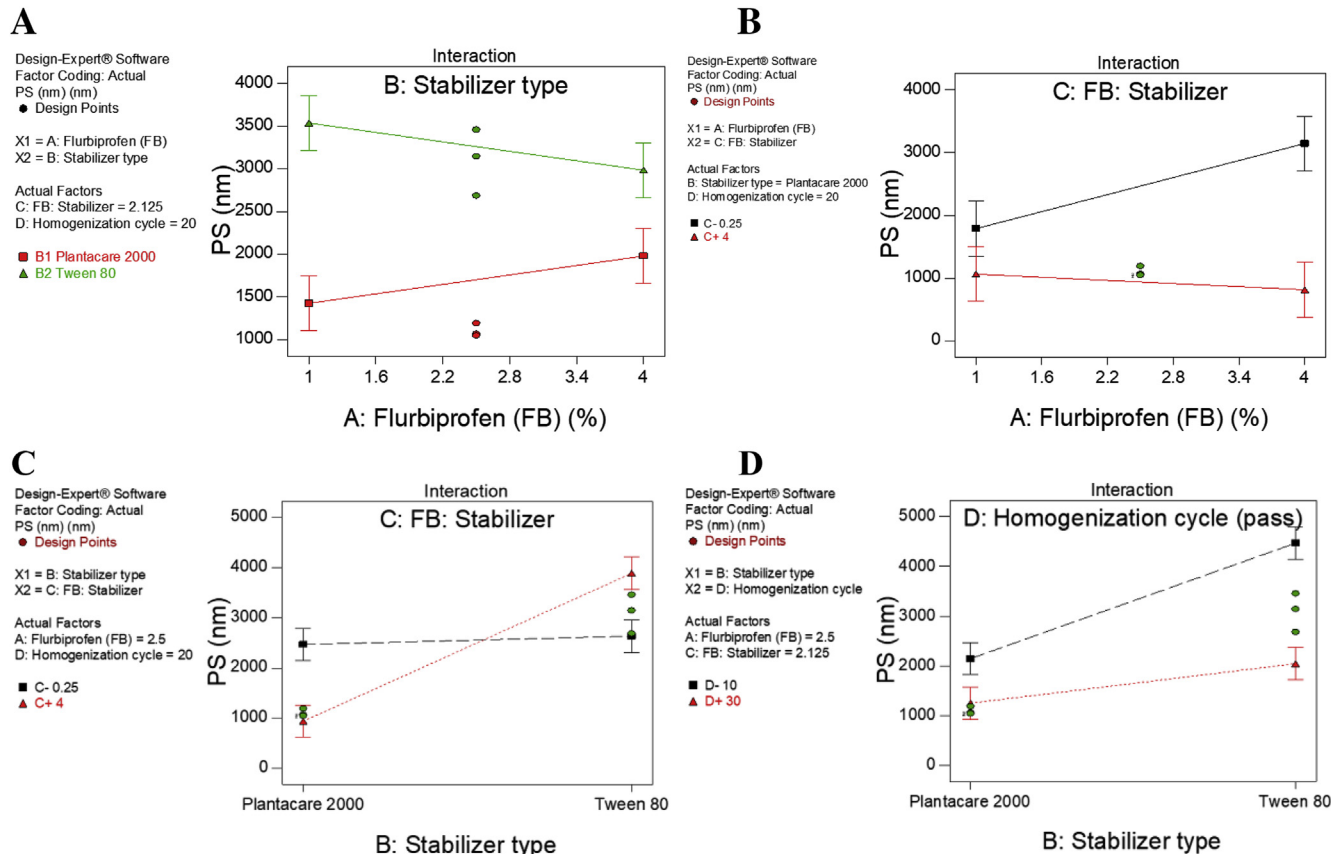 A
Design-Expert® Software
Factor Coding: Actual
PS (nm) (nm)
Design Points
X1 = A: Flurbiprofen (FB)
X2 = B: Stabilizer type
Actual Factors
C: FB: Stabilizer = 2.125
D: Homogenization cycle = 20
B1 Plantacare 2000
B2 Tween 80
Interaction
B: Stabilizer type
PS (nm)
4000
3500
3000
2500
2000
1500
1000
1 1.6 2.2 2.8 3.4 4
A: Flurbiprofen (FB) (%)
B
Design-Expert® Software
Factor Coding: Actual
PS (nm) (nm)
Design Points
X1 = A: Flurbiprofen (FB)
X2 = C: FB: Stabilizer
Actual Factors
B: Stabilizer type = Plantacare 2000
D: Homogenization cycle = 20
C- 0.25
C+ 4
Interaction
C: FB: Stabilizer
PS (nm)
4000
3000
2000
1000
0
1 1.6 2.2 2.8 3.4 4
A: Flurbiprofen (FB) (%)
C
Design-Expert® Software
Factor Coding: Actual
PS (nm) (nm)
Design Points
X1 = B: Stabilizer type
X2 = C: FB: Stabilizer
Actual Factors
A: Flurbiprofen (FB) = 2.5
D: Homogenization cycle = 20
C- 0.25
C+ 4
Interaction
C: FB: Stabilizer
PS (nm)
5000
4000
3000
2000
1000
0
Plantacare 2000 Tween 80
B: Stabilizer type
D
Design-Expert® Software
Factor Coding: Actual
PS (nm) (nm)
Design Points
X1 = B: Stabilizer type
X2 = D: Homogenization cycle
Actual Factors
A: Flurbiprofen (FB) = 2.5
C: FB: Stabilizer = 2.125
D- 10
D+ 30
Interaction
D: Homogenization cycle (pass)
PS (nm)
5000
4000
3000
2000
1000
0
Plantacare 2000 Tween 80
B: Stabilizer type